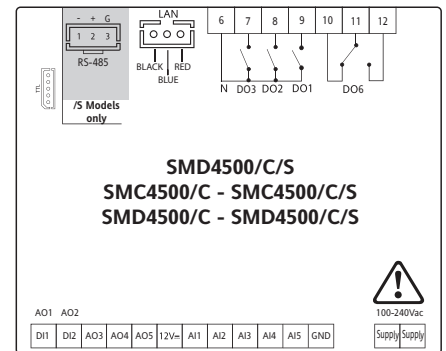 - + G
1 2 3
RS-485
/S Models
only
TTL
LAN
BLACK RED
BLUE
6 7 8 9 10 11 12
N DO3 DO2 DO1 DO6
SMD4500/C/S
SMC4500/C - SMC4500/C/S
SMD4500/C - SMD4500/C/S
100-240Vac
AO1 AO2
DI1 DI2 AO3 AO4 AO5 12V⎓ AI1 AI2 AI3 AI4 AI5 GND Supply Supply